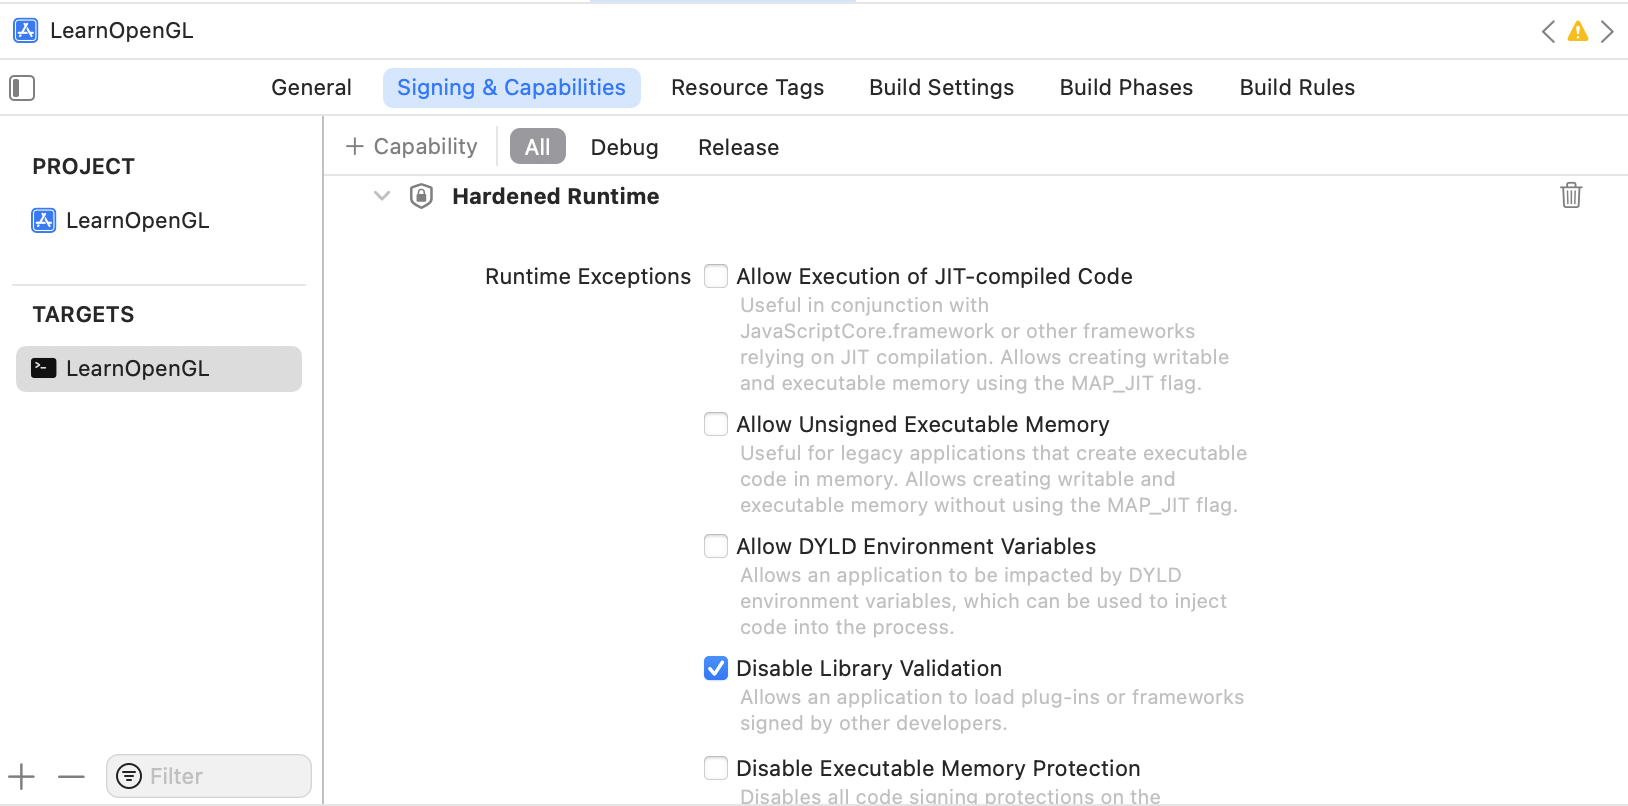 LearnOpenGL
General
Signing & Capabilities
Resource Tags
Build Settings
Build Phases
Build Rules
PROJECT
LearnOpenGL
TARGETS
LearnOpenGL
Filter
Capability
All
Debug
Release
Hardened Runtime
Runtime Exceptions
Allow Execution of JIT-compiled Code
Useful in conjunction with
JavaScriptCore.framework or other frameworks
relying on JIT compilation. Allows creating writable
and executable memory using the MAP_JIT flag.
Allow Unsigned Executable Memory
Useful for legacy applications that create executable
code in memory. Allows creating writable and
executable memory without using the MAP_JIT flag.
Allow DYLD Environment Variables
Allows an application to be impacted by DYLD
environment variables, which can be used to inject
code into the process.
Disable Library Validation
Allows an application to load plug-ins or frameworks
signed by other developers.
Disable Executable Memory Protection
Disables all code signing protections on the